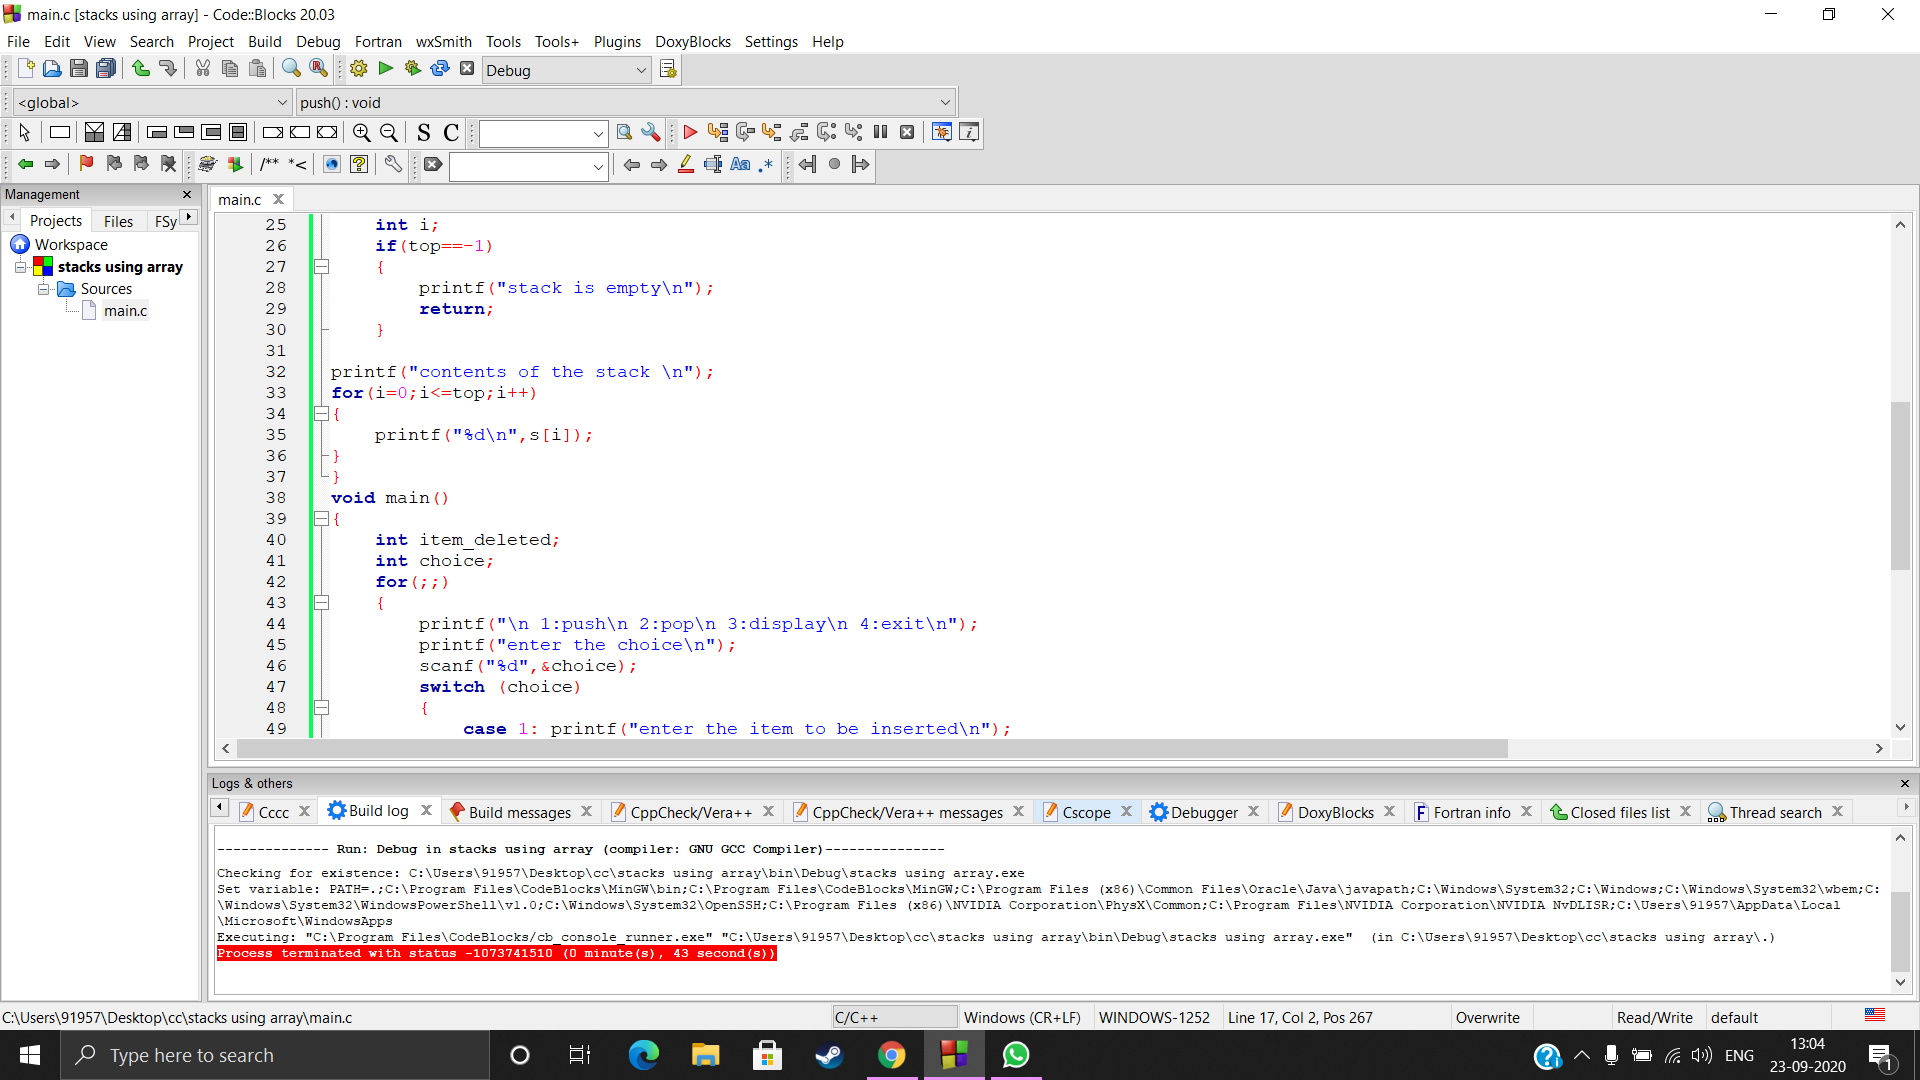 main.c [stacks using array] - Code::Blocks 20.03
File Edit View Search Project Build Debug Fortran wxSmith Tools Tools+ Plugins DoxyBlocks Settings Help
Debug
<global> push() : void
S C
/** *<
Aa .*
Management
Projects Files FSy
main.c
Workspace
stacks using array
Sources
main.c
25 int i;
26 if(top==-1)
27 {
28 printf("stack is empty\n");
29 return;
30 }
31
32 printf("contents of the stack \n");
33 for(i=0;i<=top;i++)
34 {
35 printf("%d\n",s[i]);
36 }
37 }
38 void main()
39 {
40 int item_deleted;
41 int choice;
42 for(;;)
43 {
44 printf("\n 1:push\n 2:pop\n 3:display\n 4:exit\n");
45 printf("enter the choice\n");
46 scanf("%d",&choice);
47 switch (choice)
48 {
49 case 1: printf("enter the item to be inserted\n");
Logs & others
Cccc Build log Build messages CppCheck/Vera++ CppCheck/Vera++ messages Cscope Debugger DoxyBlocks Fortran info Closed files list Thread search
-------------- Run: Debug in stacks using array (compiler: GNU GCC Compiler)---------------
Checking for existence: C:\Users\91957\Desktop\cc\stacks using array\bin\Debug\stacks using array.exe
Set variable: PATH=.;C:\Program Files\CodeBlocks\MinGW\bin;C:\Program Files\CodeBlocks\MinGW;C:\Program Files (x86)\Common Files\Oracle\Java\javapath;C:\Windows\System32;C:\Windows;C:\Windows\System32\wbem;C:
\Windows\System32\WindowsPowerShell\v1.0;C:\Windows\System32\OpenSSH;C:\Program Files (x86)\NVIDIA Corporation\PhysX\Common;C:\Program Files\NVIDIA Corporation\NVIDIA NvDLISR;C:\Users\91957\AppData\Local
\Microsoft\WindowsApps
Executing: "C:\Program Files\CodeBlocks/cb_console_runner.exe" "C:\Users\91957\Desktop\cc\stacks using array\bin\Debug\stacks using array.exe" (in C:\Users\91957\Desktop\cc\stacks using array\.)
Process terminated with status -1073741510 (0 minute(s), 43 second(s))
C:\Users\91957\Desktop\cc\stacks using array\main.c C/C++ Windows (CR+LF) WINDOWS-1252 Line 17, Col 2, Pos 267 Overwrite Read/Write default
Type here to search
ENG
13:04
23-09-2020
1